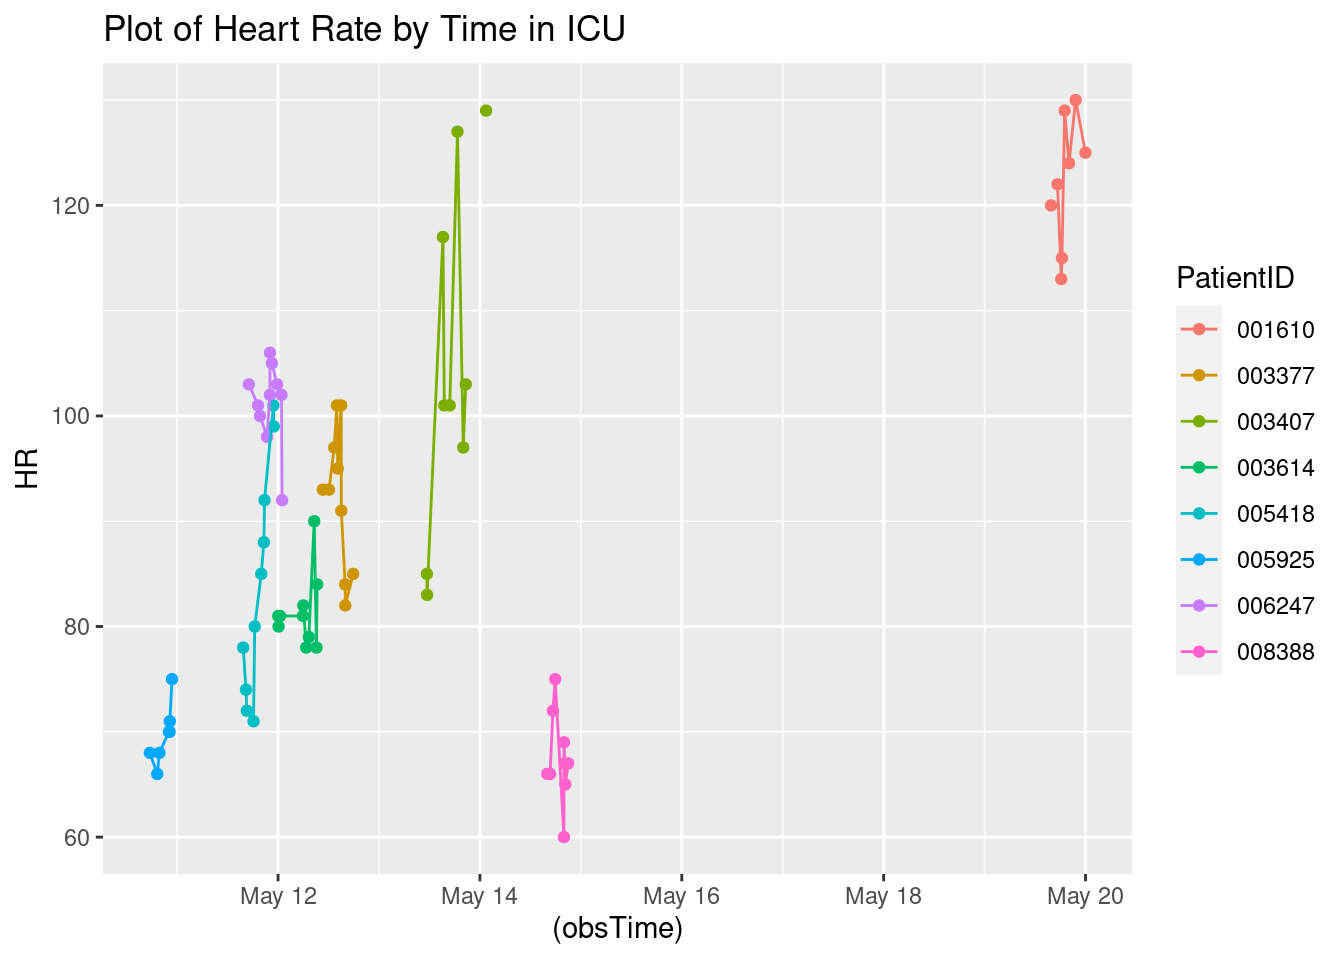 Plot of Heart Rate by Time in ICU
HR
120
100
80
60
May 12
May 14
May 16
May 18
May 20
(obsTime)
PatientID
001610
003377
003407
003614
005418
005925
006247
008388